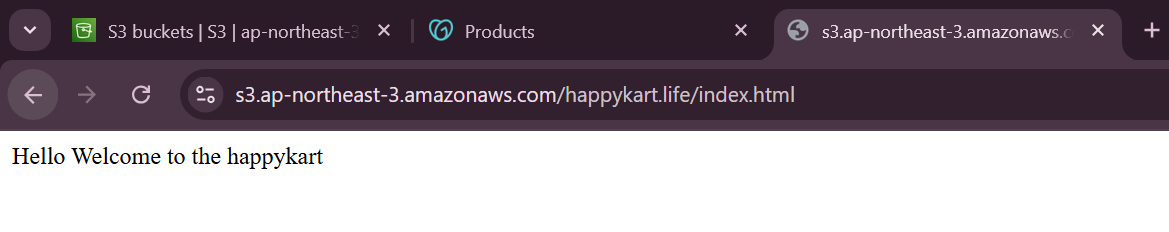 S3 buckets | S3 | ap-northeast-3
Products
s3.ap-northeast-3.amazonaws.c
s3.ap-northeast-3.amazonaws.com/happykart.life/index.html
Hello Welcome to the happykart